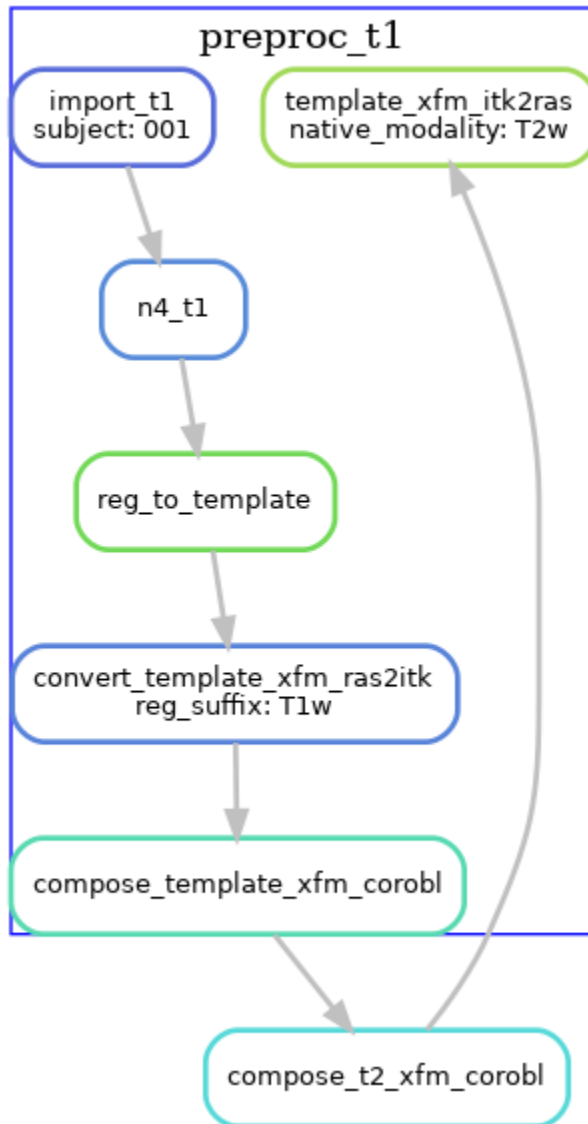 preproc_t1
import_t1
subject: 001
template_xfm_itk2ras
native_modality: T2w
n4_t1
reg_to_template
convert_template_xfm_ras2itk
reg_suffix: T1w
compose_template_xfm_corobl
compose_t2_xfm_corobl